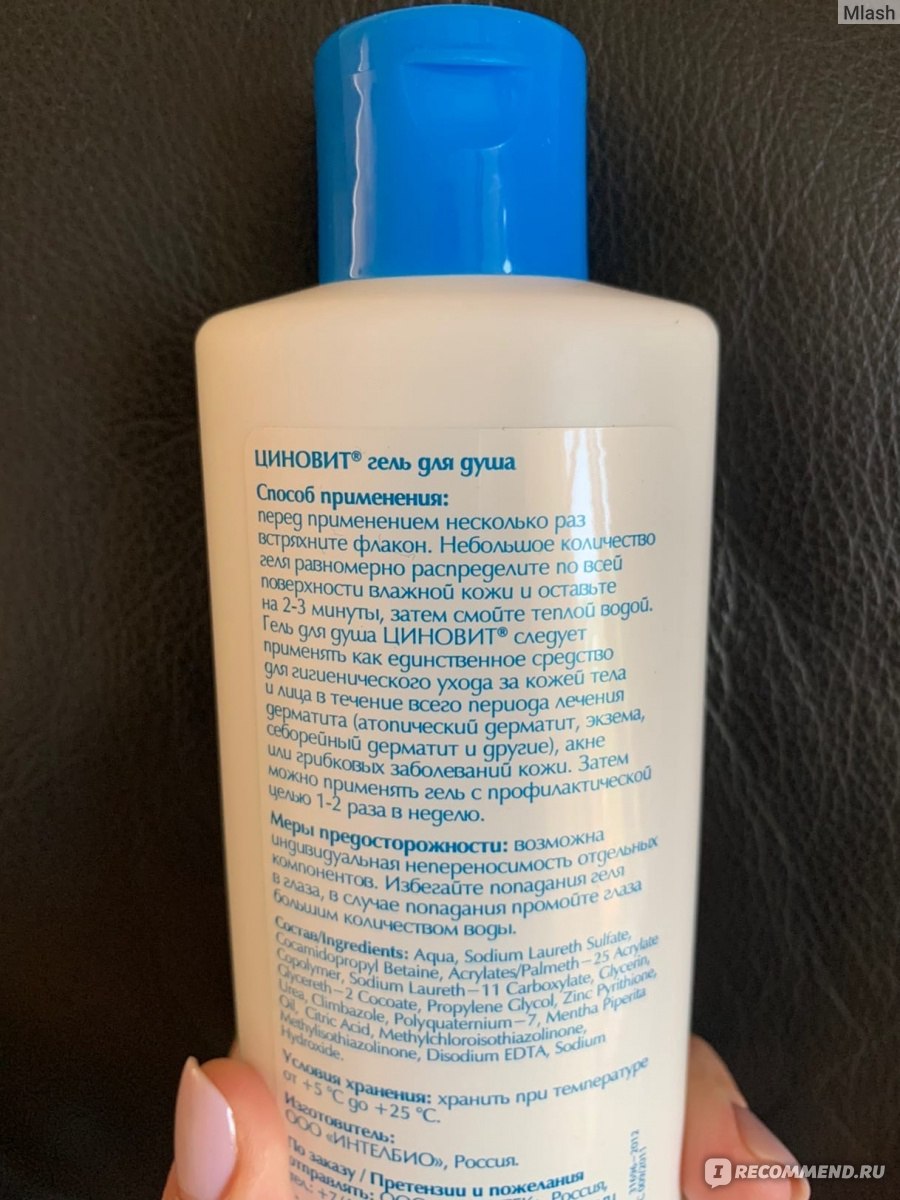 Mlash
ЦИНОВИТ® гель для душа
Способ применения:
перед применением несколько раз
встряхните флакон. Небольшое количество
геля равномерно распределите по всей
поверхности влажной кожи и оставьте
на 2-3 минуты, затем смойте теплой водой.
Гель для душа ЦИНОВИТ® следует
применять как единственное средство
для гигиенического ухода за кожей тела
и лица в течение всего периода лечения
дерматита (атопический дерматит, экзема,
себорейный дерматит и другие), акне
или грибковых заболеваний кожи. Затем
можно применять гель с профилактической
целью 1-2 раза в неделю.
Меры предосторожности: возможна
индивидуальная непереносимость отдельных
компонентов. Избегайте попадания геля
в глаза, в случае попадания промойте глаза
большим количеством воды.
Состав/Ingredients: Aqua, Sodium Laureth Sulfate,
Cocamidopropyl Betaine, Acrylates/Palmeth-25 Acrylate
Copolymer, Sodium Laureth-11 Carboxylate, Glycerin,
Glycereth-2 Cocoate, Propylene Glycol, Zinc Pyrithione,
Urea, Climbazole, Polyquaternium-7, Mentha Piperita
Oil, Citric Acid, Methylchloroisothiazolinone,
Methylisothiazolinone, Disodium EDTA, Sodium
Hydroxide.
Условия хранения: хранить при температуре
от +5 °C до +25 °C.
Изготовитель:
ООО «ИНТЕЛБИО», Россия.
По заказу / Претензии и пожелания
отправлять: ООО Россия,
IRECOMMEND.RU